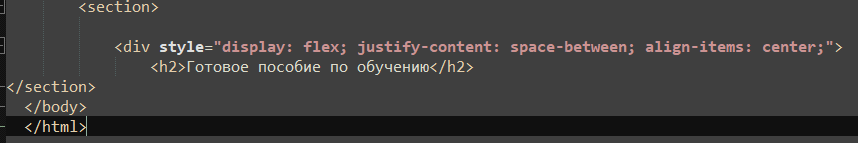 <section>
<div style="display: flex; justify-content: space-between; align-items: center;">
<h2>Готовое пособие по обучению</h2>
</section>
</body>
</html>